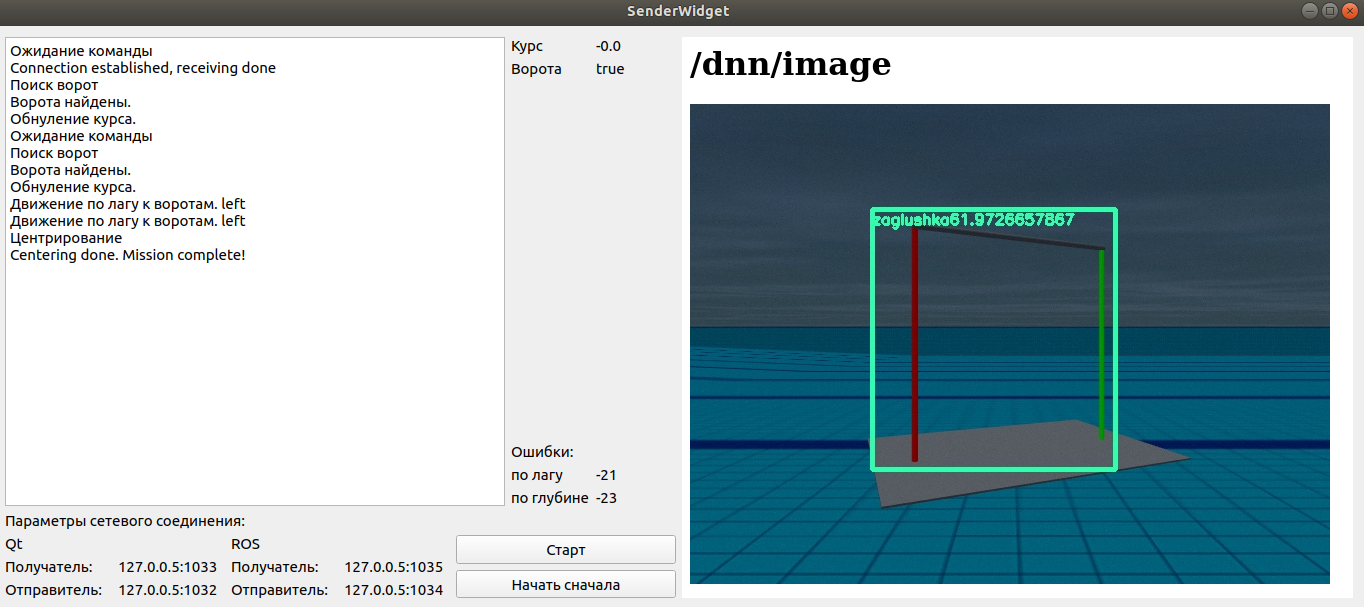 SenderWidget
Ожидание команды
Connection established, receiving done
Поиск ворот
Ворота найдены.
Обнуление курса.
Ожидание команды
Поиск ворот
Ворота найдены.
Обнуление курса.
Движение по лагу к воротам. left
Движение по лагу к воротам. left
Центрирование
Centering done. Mission complete!
Курс -0.0
Ворота true
Ошибки:
по лагу -21
по глубине -23
Параметры сетевого соединения:
Qt ROS
Получатель: 127.0.0.5:1033 Получатель: 127.0.0.5:1035
Отправитель: 127.0.0.5:1032 Отправитель: 127.0.0.5:1034
Старт
Начать сначала
/dnn/image
zaglushka61.9726657867